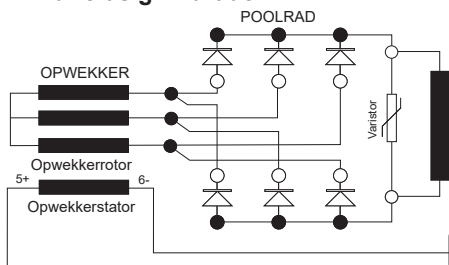 POOLRAD
OPWEKKER
Varistor
Opwekkerrotor
5+ 6-
Opwekkerstator